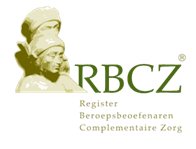 RBCZ®
Register
Beroepsbeoefenaren
Complementaire Zorg